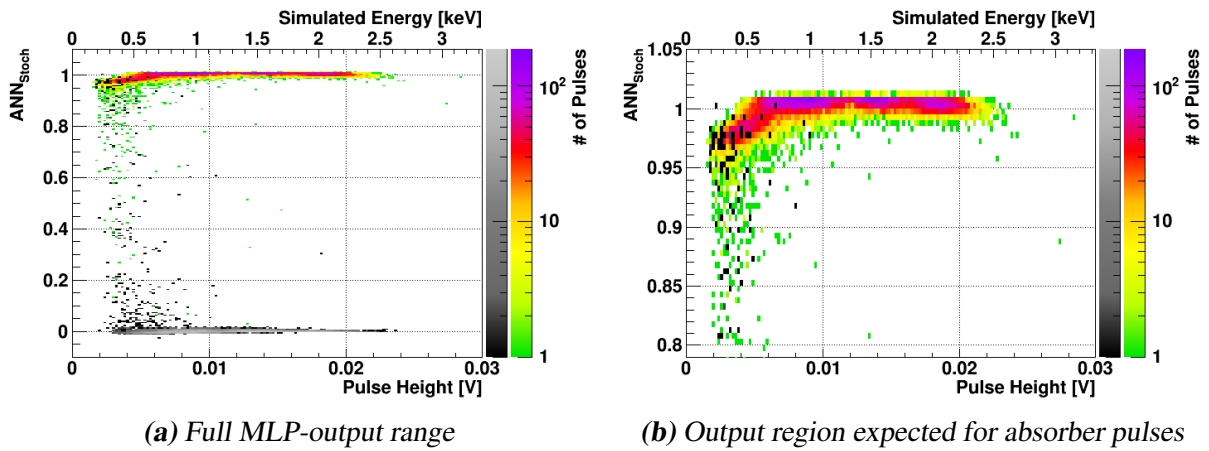 Simulated Energy [keV]
0 0.5 1 1.5 2 2.5 3
ANN_Stoch
1
0.8
0.6
0.4
0.2
0
0 0.01 0.02 0.03
Pulse Height [V]
10^2
10
1
# of Pulses
(a) Full MLP-output range
Simulated Energy [keV]
0 0.5 1 1.5 2 2.5 3
ANN_Stoch
1.05
1
0.95
0.9
0.85
0.8
0 0.01 0.02 0.03
Pulse Height [V]
10^2
10
1
# of Pulses
(b) Output region expected for absorber pulses